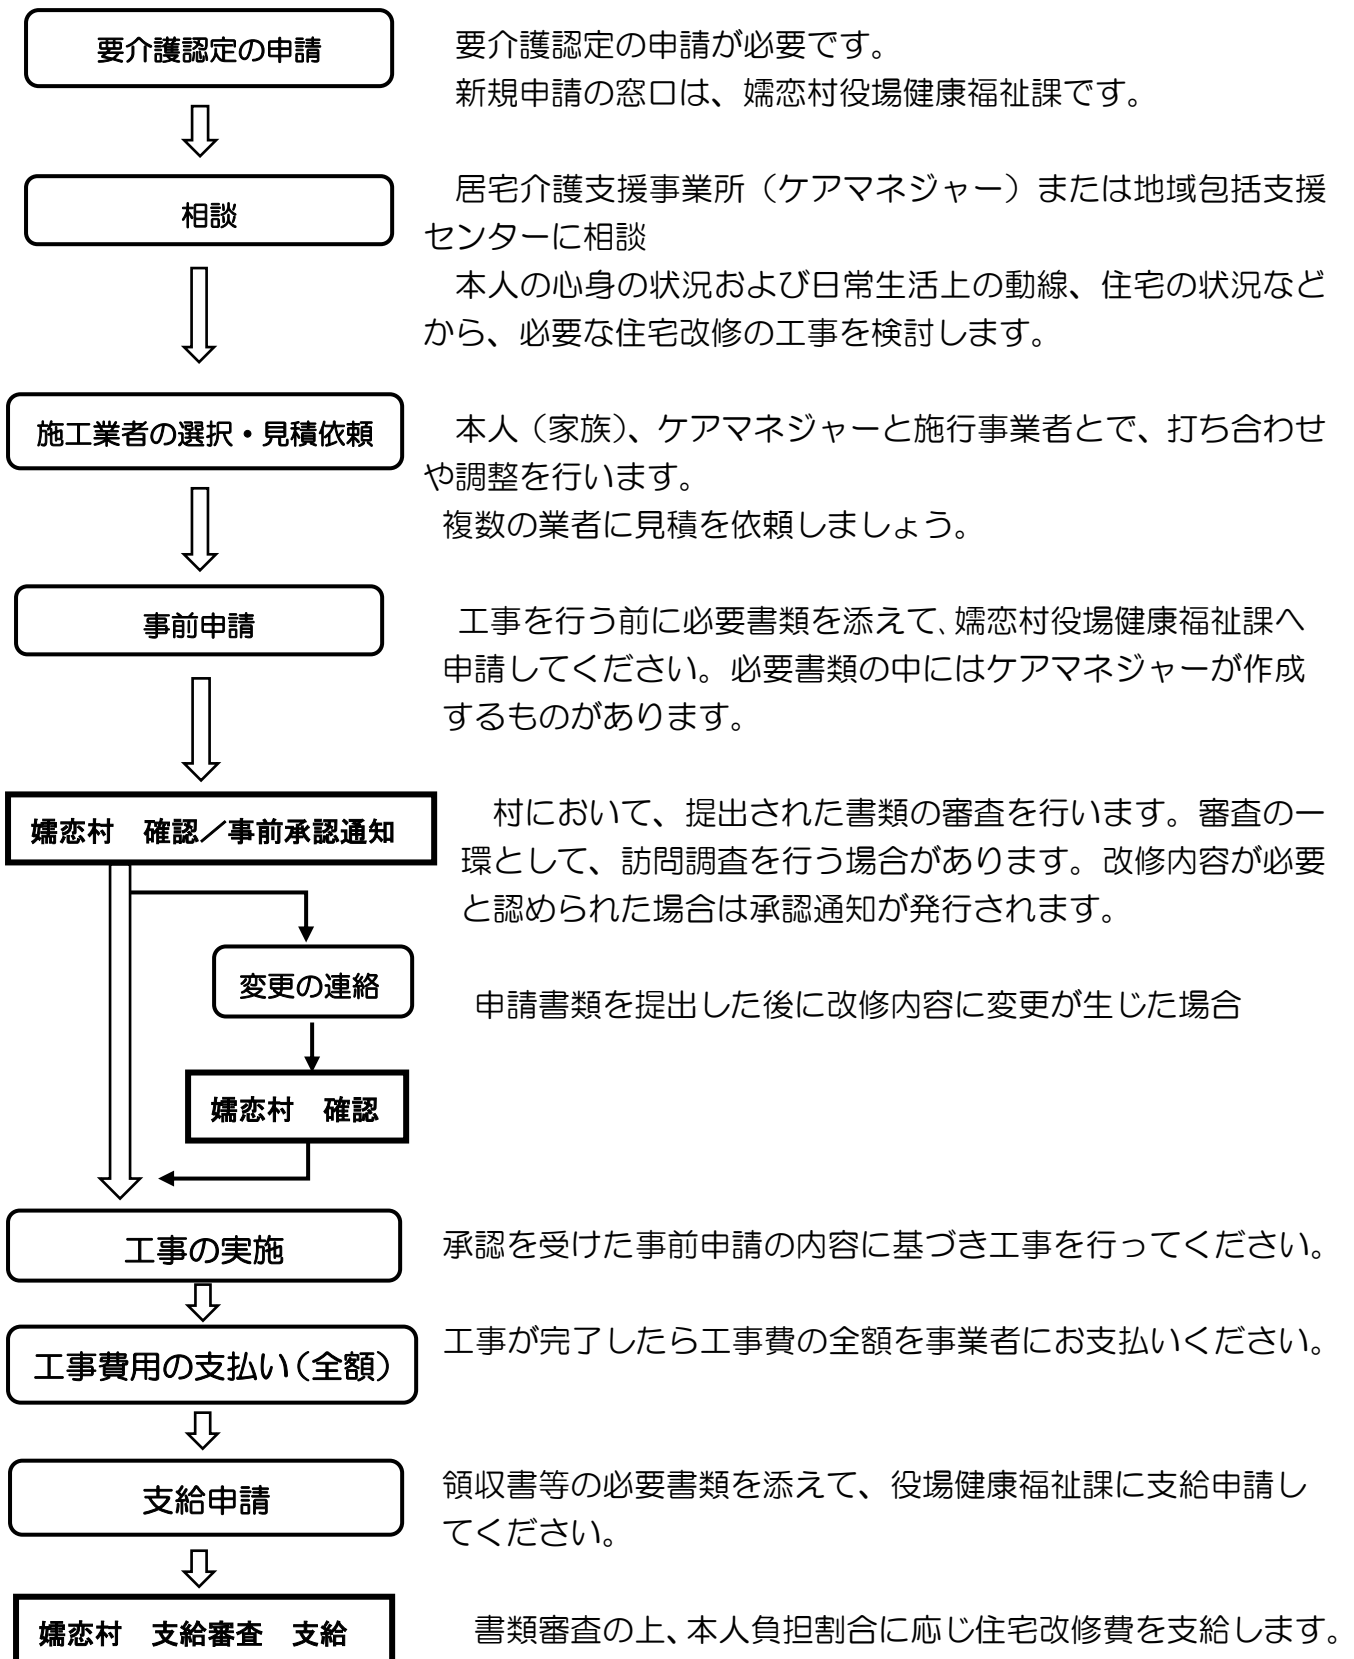 要介護認定の申請
要介護認定の申請が必要です。
新規申請の窓口は、嬬恋村役場健康福祉課です。
相談
居宅介護支援事業所（ケアマネジャー）または地域包括支援
センターに相談
本人の心身の状況および日常生活上の動線、住宅の状況など
から、必要な住宅改修の工事を検討します。
施工業者の選択・見積依頼
本人（家族）、ケアマネジャーと施行事業者とで、打ち合わせ
や調整を行います。
複数の業者に見積を依頼しましょう。
事前申請
工事を行う前に必要書類を添えて、嬬恋村役場健康福祉課へ
申請してください。必要書類の中にはケアマネジャーが作成
するものがあります。
嬬恋村　確認／事前承認通知
村において、提出された書類の審査を行います。審査の一
環として、訪問調査を行う場合があります。改修内容が必要
と認められた場合は承認通知が発行されます。
変更の連絡
申請書類を提出した後に改修内容に変更が生じた場合
嬬恋村　確認
工事の実施
承認を受けた事前申請の内容に基づき工事を行ってください。
工事費用の支払い（全額）
工事が完了したら工事費の全額を事業者にお支払いください。
支給申請
領収書等の必要書類を添えて、役場健康福祉課に支給申請し
てください。
嬬恋村　支給審査　支給
書類審査の上、本人負担割合に応じ住宅改修費を支給します。